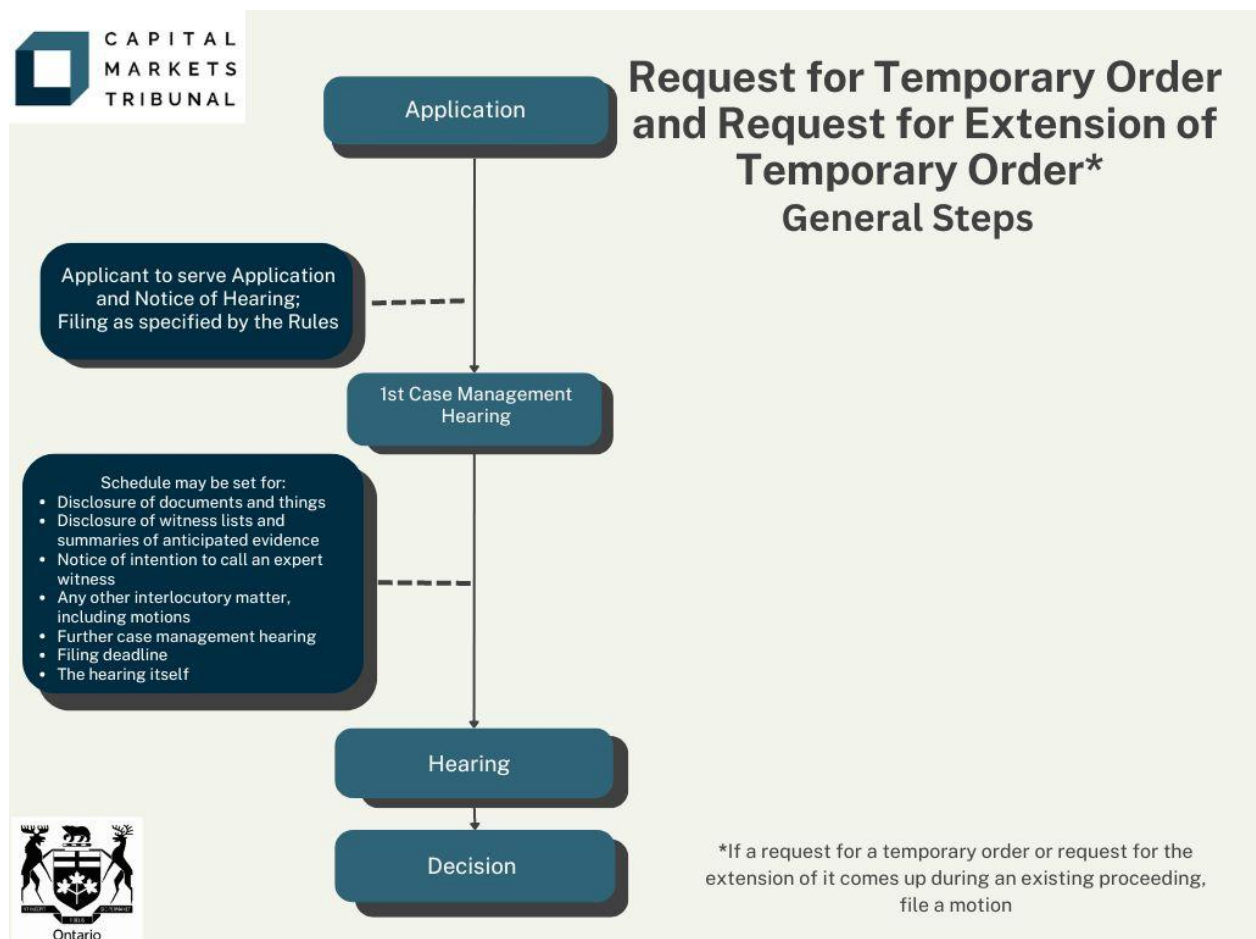 CAPITAL
MARKETS
TRIBUNAL
Application
Request for Temporary Order
and Request for Extension of
Temporary Order*
General Steps
Applicant to serve Application
and Notice of Hearing;
Filing as specified by the Rules
1st Case Management
Hearing
Schedule may be set for:
• Disclosure of documents and things
• Disclosure of witness lists and
summaries of anticipated evidence
• Notice of intention to call an expert
witness
• Any other interlocutory matter,
including motions
• Further case management hearing
• Filing deadline
• The hearing itself
Hearing
Decision
*If a request for a temporary order or request for the
extension of it comes up during an existing proceeding,
file a motion
Ontario